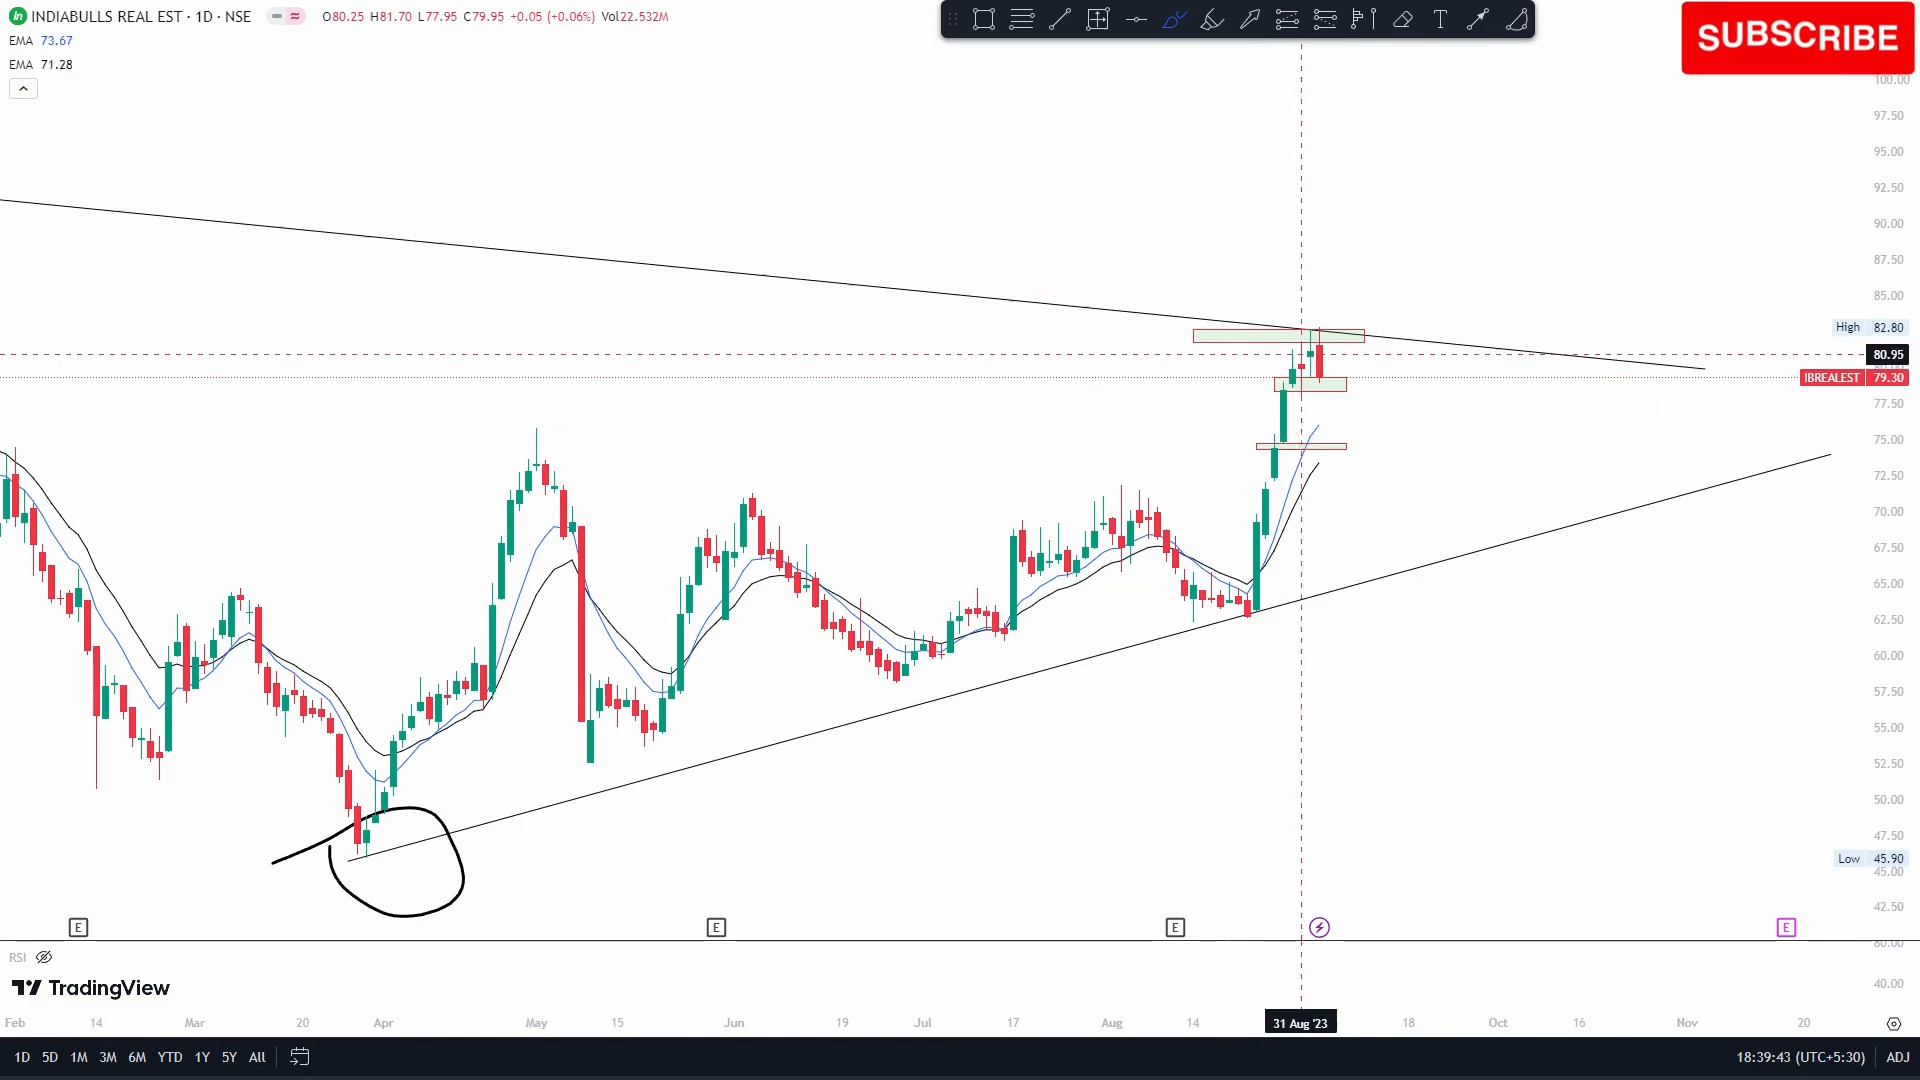 INDIABULLS REAL EST · 1D · NSE O80.25 H81.70 L77.95 C79.95 +0.05 (+0.06%) Vol22.532M
EMA 73.67
EMA 71.28
SUBSCRIBE
100.00
97.50
95.00
92.50
90.00
87.50
85.00
High 82.80
80.95
IBREALEST 79.30
77.50
75.00
72.50
70.00
67.50
65.00
62.50
60.00
57.50
55.00
52.50
50.00
47.50
Low 45.90
45.00
42.50
E E E E
80.00
RSI
40.00
TradingView
Feb 14 Mar 20 Apr May 15 Jun 19 Jul 17 Aug 14 31 Aug '23 18 Oct 16 Nov 20
1D 5D 1M 3M 6M YTD 1Y 5Y All 18:39:43 (UTC+5:30) ADJ